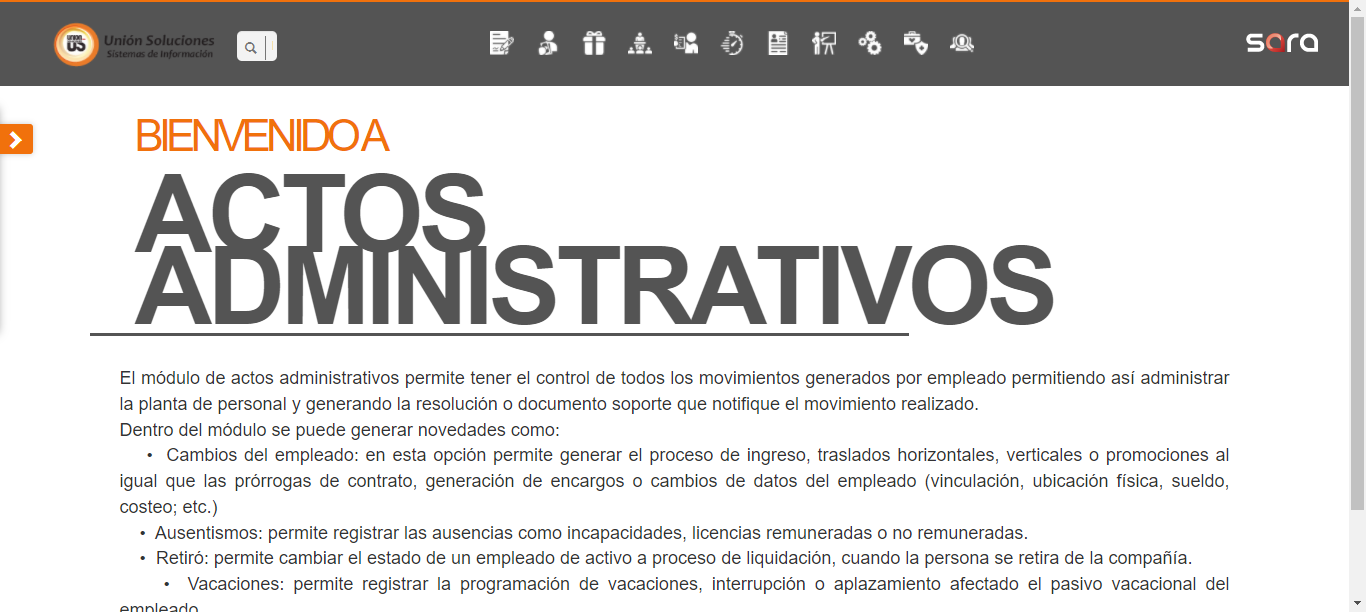 UNION
US
Unión Soluciones
Sistemas de Información
sara
BIENVENIDO A
ACTOS
ADMINISTRATIVOS
El módulo de actos administrativos permite tener el control de todos los movimientos generados por empleado permitiendo así administrar
la planta de personal y generando la resolución o documento soporte que notifique el movimiento realizado.
Dentro del módulo se puede generar novedades como:
• Cambios del empleado: en esta opción permite generar el proceso de ingreso, traslados horizontales, verticales o promociones al
igual que las prórrogas de contrato, generación de encargos o cambios de datos del empleado (vinculación, ubicación física, sueldo,
costeo; etc.)
• Ausentismos: permite registrar las ausencias como incapacidades, licencias remuneradas o no remuneradas.
• Retiró: permite cambiar el estado de un empleado de activo a proceso de liquidación, cuando la persona se retira de la compañía.
• Vacaciones: permite registrar la programación de vacaciones, interrupción o aplazamiento afectado el pasivo vacacional del
empleado